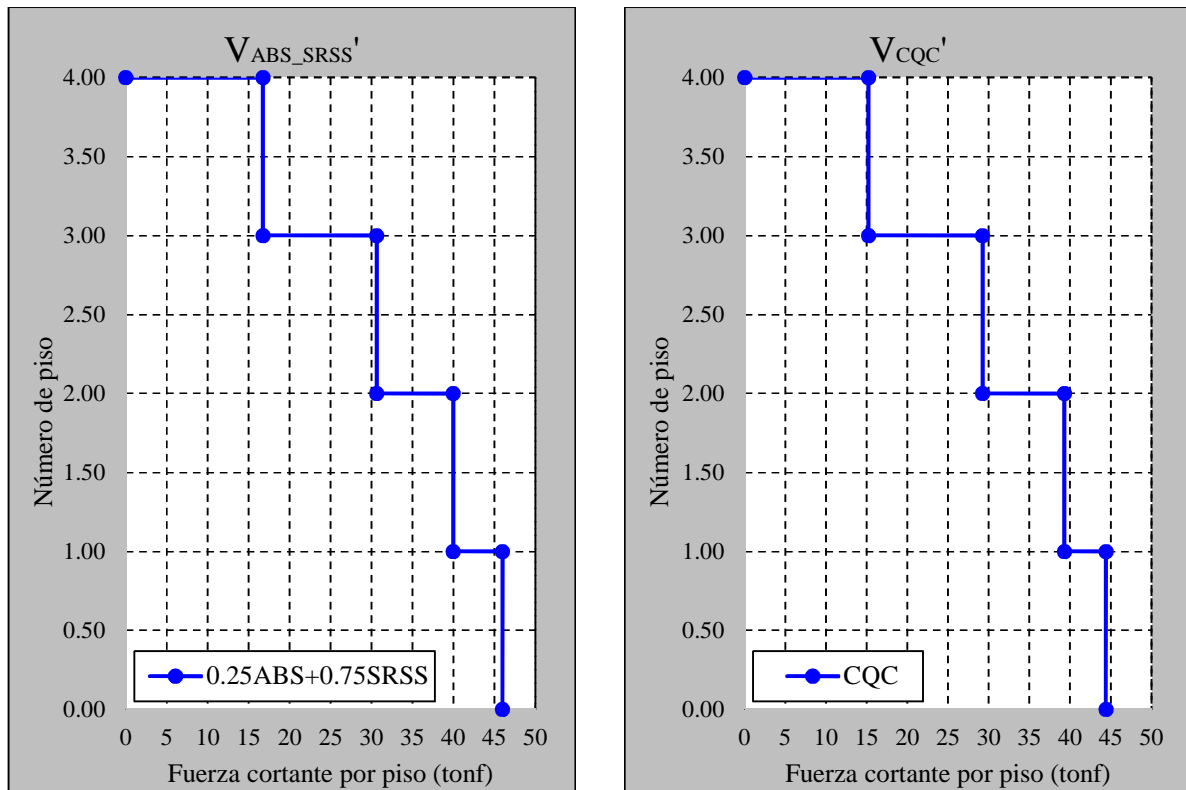 V_ABS_SRSS'
4.00
3.50
3.00
2.50
2.00
1.50
1.00
0.50
0.00
Número de piso
0.25ABS+0.75SRSS
0 5 10 15 20 25 30 35 40 45 50
Fuerza cortante por piso (tonf)
V_CQC'
4.00
3.50
3.00
2.50
2.00
1.50
1.00
0.50
0.00
Número de piso
CQC
0 5 10 15 20 25 30 35 40 45 50
Fuerza cortante por piso (tonf)